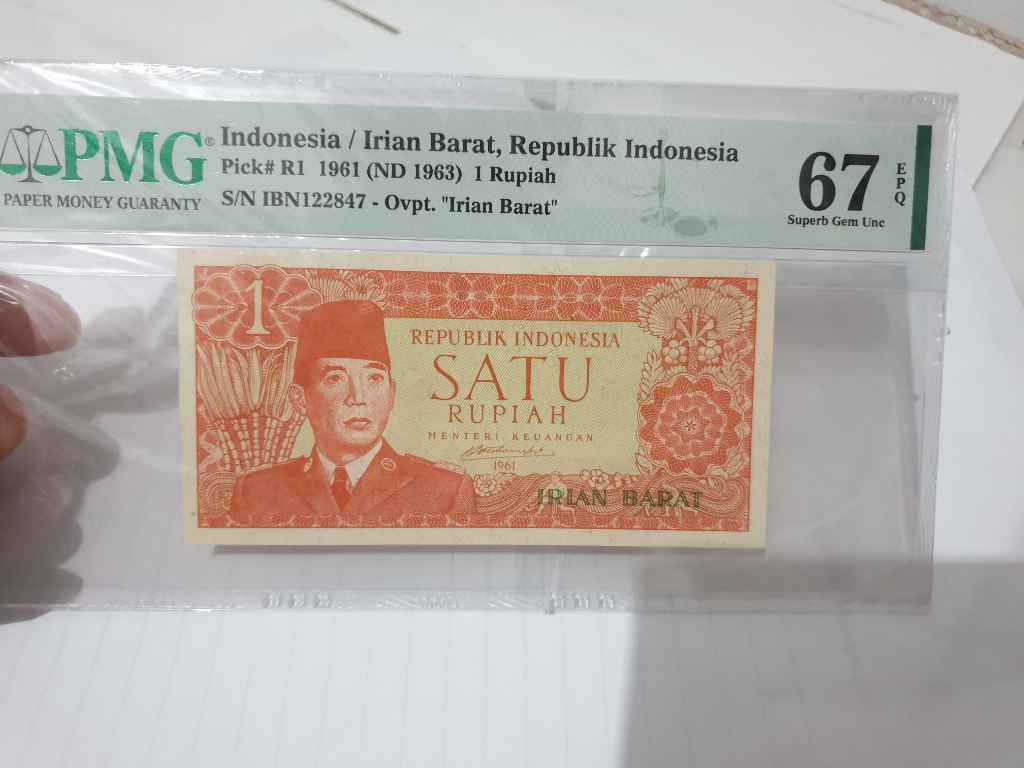 PMG®
PAPER MONEY GUARANTY
Indonesia / Irian Barat, Republik Indonesia
Pick# R1 1961 (ND 1963) 1 Rupiah
S/N IBN122847 - Ovpt. "Irian Barat"
67
Superb Gem Unc
EPQ
1
REPUBLIK INDONESIA
SATU
RUPIAH
MENTERI KEUANGAN
1961
IRIAN BARAT